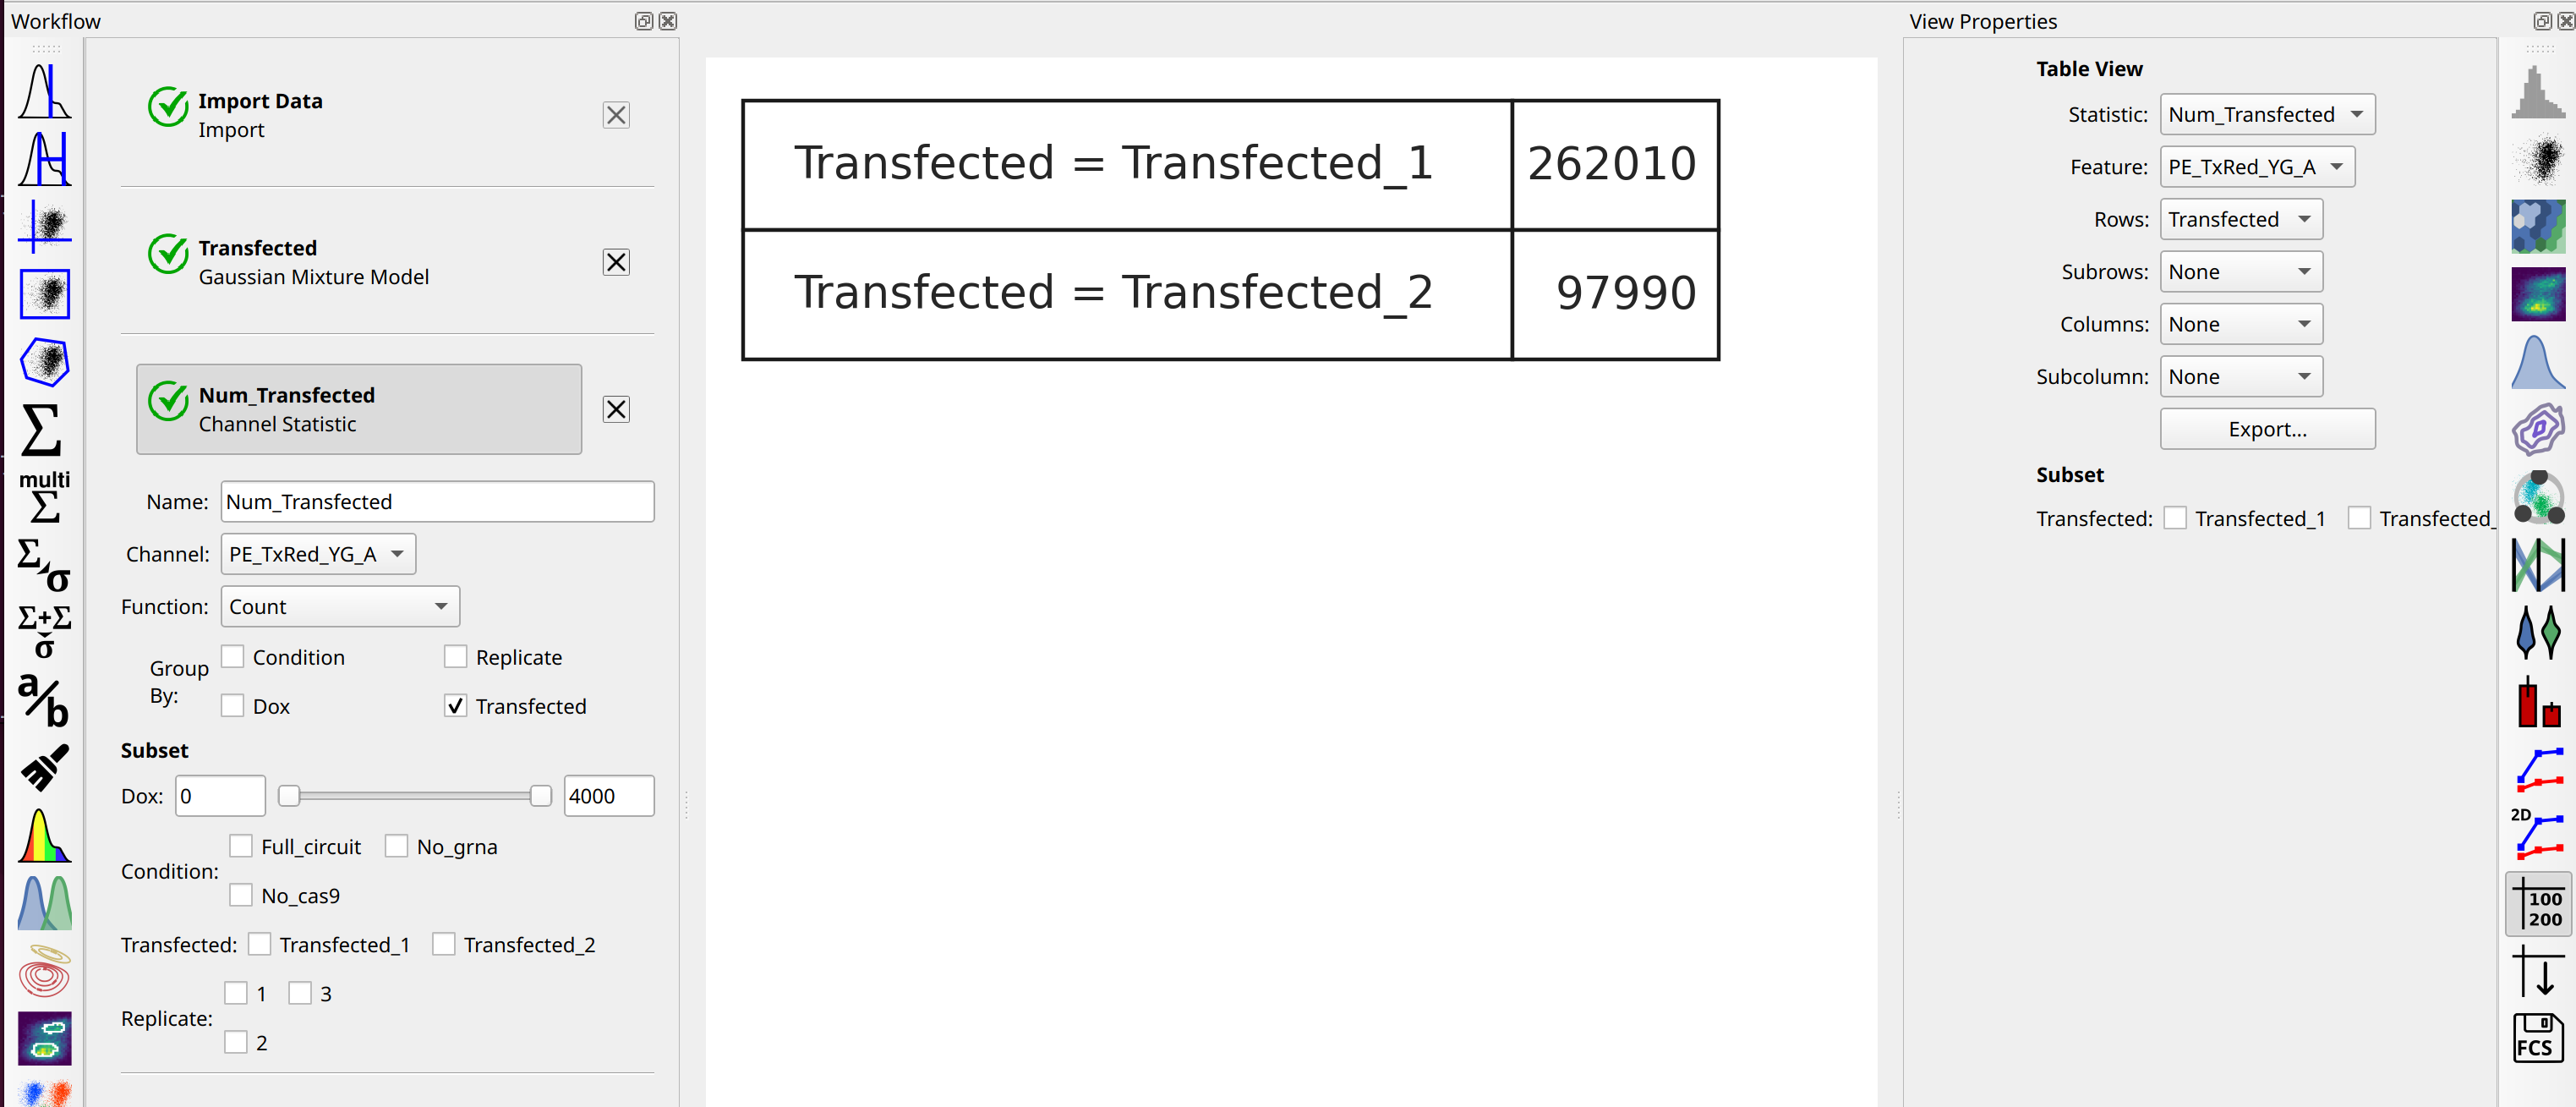 Workflow
Import Data
Import
Transfected
Gaussian Mixture Model
Num_Transfected
Channel Statistic
Name: Num_Transfected
Channel: PE_TxRed_YG_A
Function: Count
Group By:
Condition
Replicate
Dox
Transfected
Subset
Dox: 0 4000
Condition:
Full_circuit
No_grna
No_cas9
Transfected: Transfected_1 Transfected_2
Replicate:
1
3
2
multi
Σ
Σ
σ
Σ+Σ
σ
a/b
Transfected = Transfected_1 262010
Transfected = Transfected_2 97990
View Properties
Table View
Statistic: Num_Transfected
Feature: PE_TxRed_YG_A
Rows: Transfected
Subrows: None
Columns: None
Subcolumn: None
Export...
Subset
Transfected: Transfected_1 Transfected_
2D
100
200
FCS